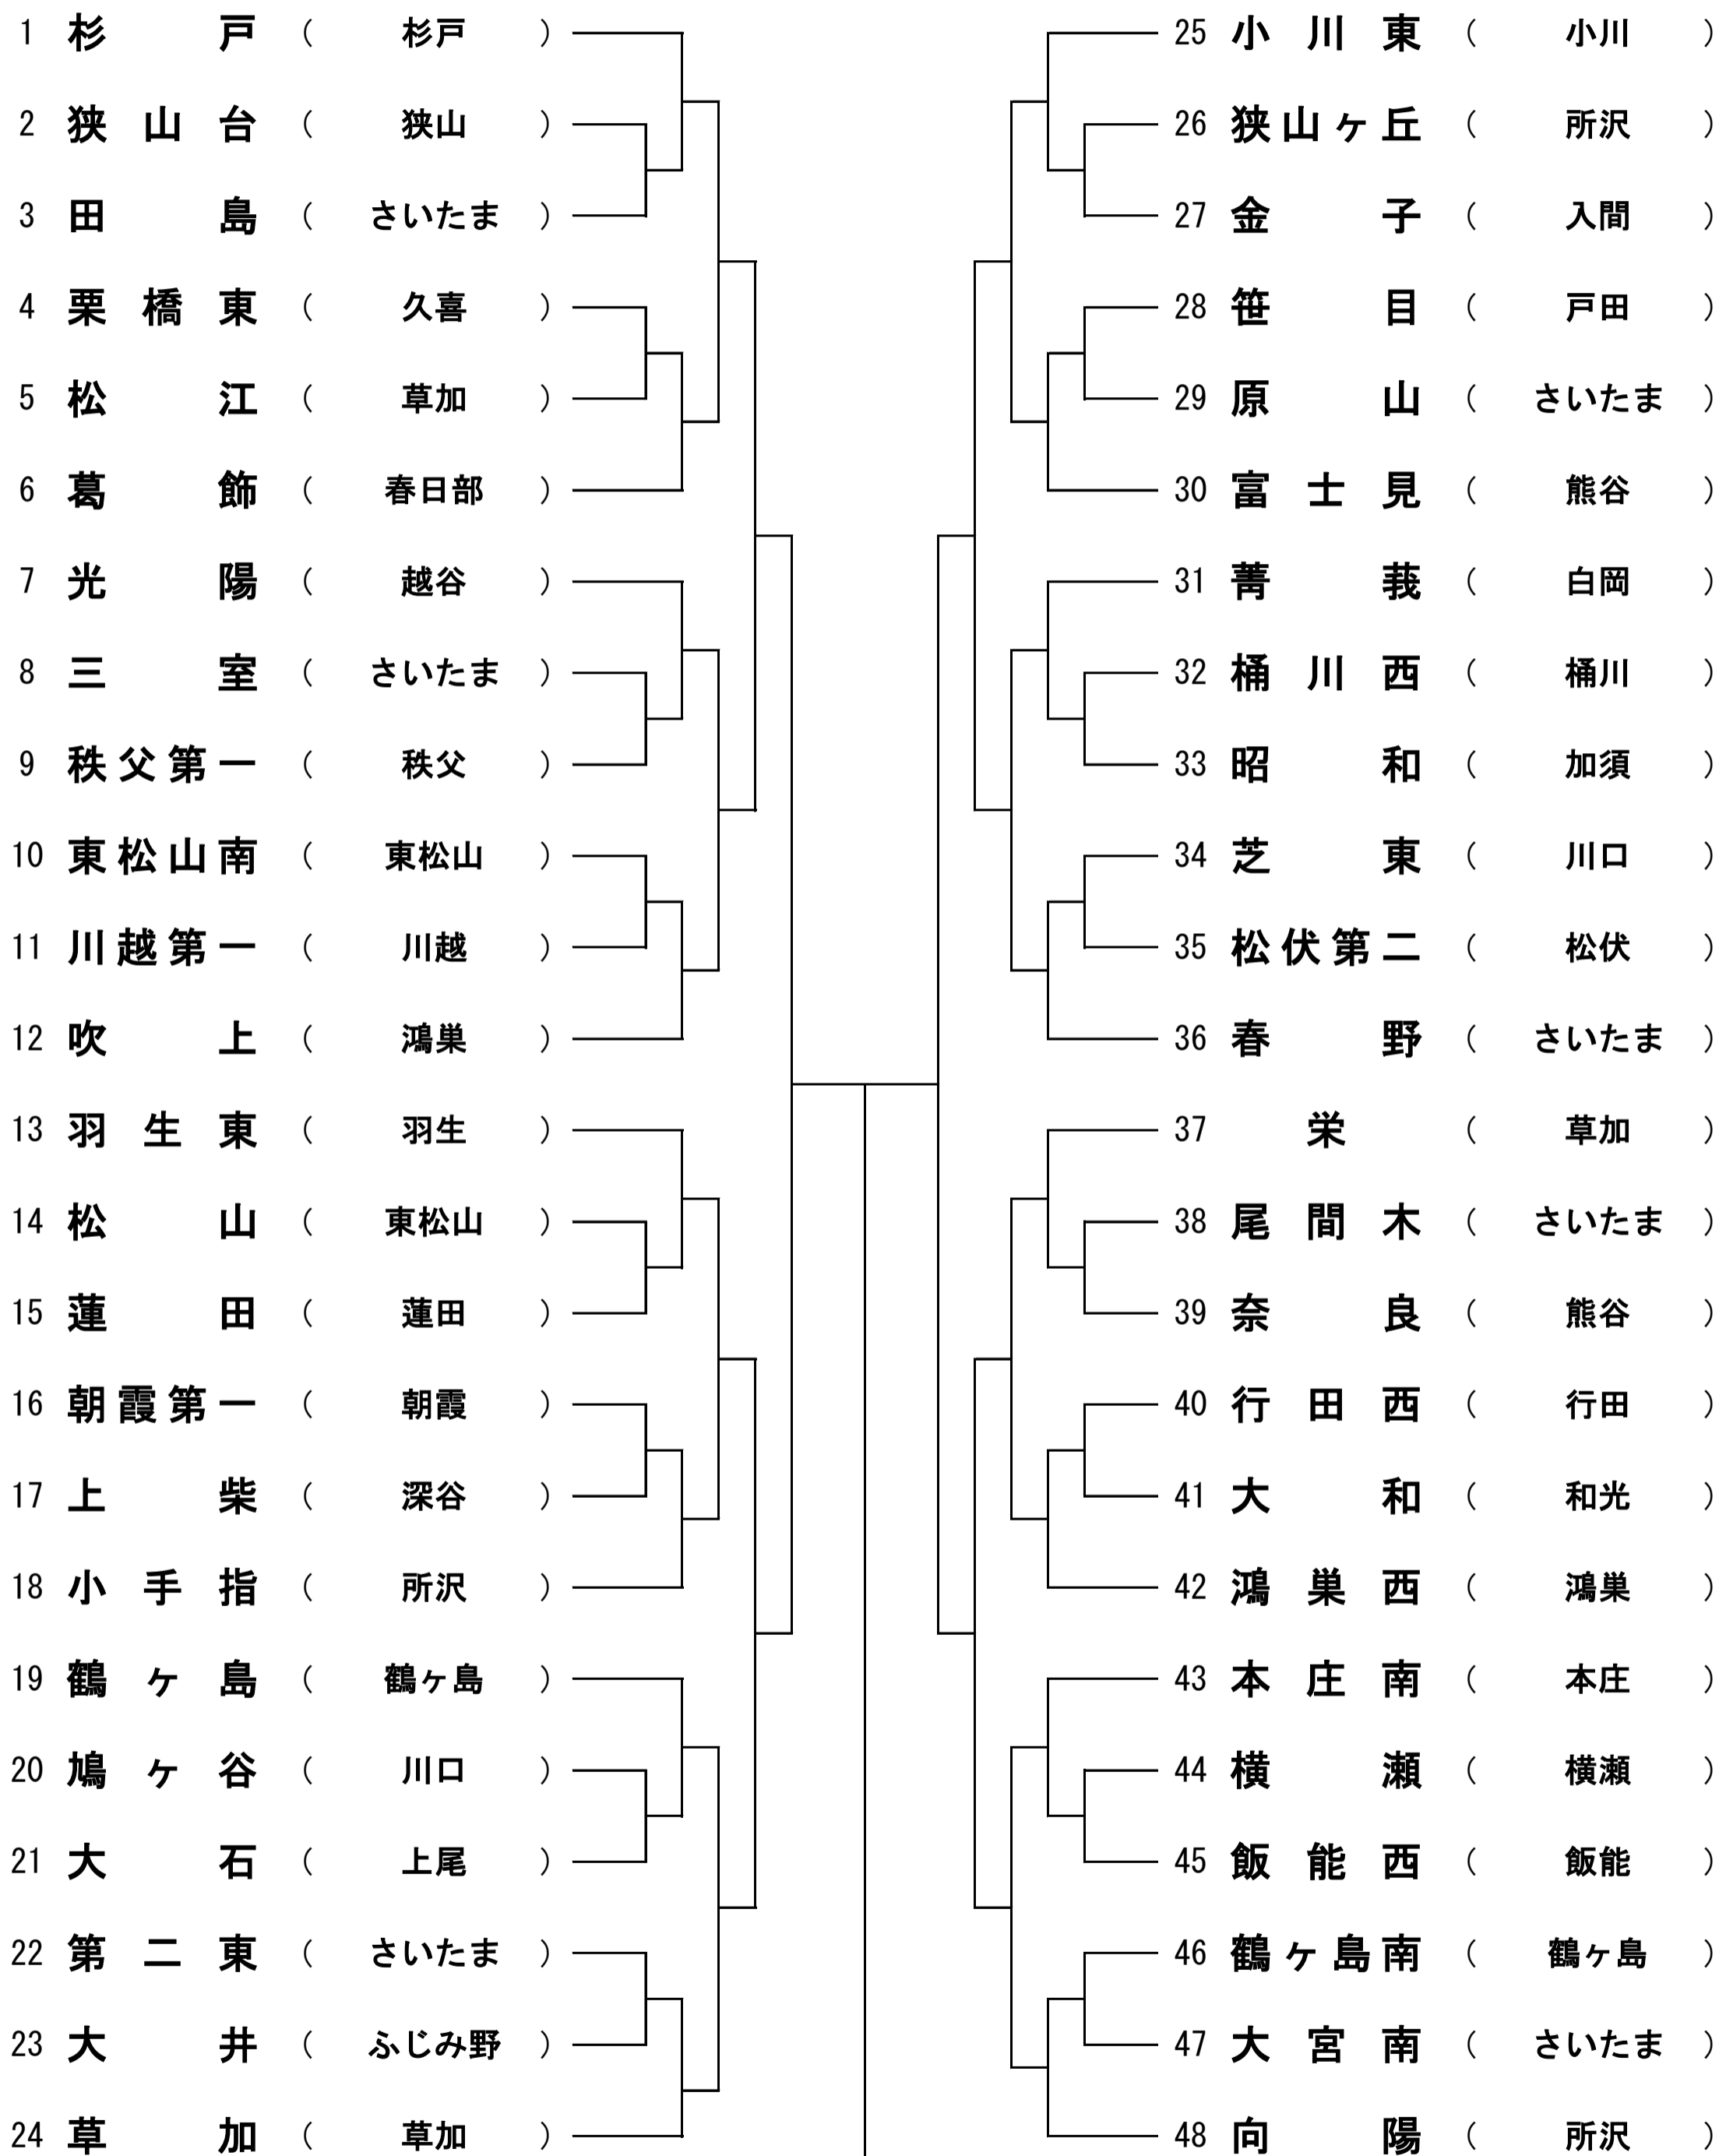 1 杉戸 ( 杉戸 )
2 狭山台 ( 狭山 )
3 田島 ( さいたま )
4 栗橋東 ( 久喜 )
5 松江 ( 草加 )
6 葛飾 ( 春日部 )
7 光陽 ( 越谷 )
8 三室 ( さいたま )
9 秩父第一 ( 秩父 )
10 東松山南 ( 東松山 )
11 川越第一 ( 川越 )
12 吹上 ( 鴻巣 )
13 羽生東 ( 羽生 )
14 松山 ( 東松山 )
15 蓮田 ( 蓮田 )
16 朝霞第一 ( 朝霞 )
17 上柴 ( 深谷 )
18 小手指 ( 所沢 )
19 鶴ヶ島 ( 鶴ヶ島 )
20 鳩ヶ谷 ( 川口 )
21 大石 ( 上尾 )
22 第二東 ( さいたま )
23 大井 ( ふじみ野 )
24 草加 ( 草加 )
25 小川東 ( 小川 )
26 狭山ヶ丘 ( 所沢 )
27 金子 ( 入間 )
28 笹目 ( 戸田 )
29 原山 ( さいたま )
30 富士見 ( 熊谷 )
31 菁莪 ( 白岡 )
32 桶川西 ( 桶川 )
33 昭和 ( 加須 )
34 芝東 ( 川口 )
35 松伏第二 ( 松伏 )
36 春野 ( さいたま )
37 栄 ( 草加 )
38 尾間木 ( さいたま )
39 奈良 ( 熊谷 )
40 行田西 ( 行田 )
41 大和 ( 和光 )
42 鴻巣西 ( 鴻巣 )
43 本庄南 ( 本庄 )
44 横瀬 ( 横瀬 )
45 飯能西 ( 飯能 )
46 鶴ヶ島南 ( 鶴ヶ島 )
47 大宮南 ( さいたま )
48 向陽 ( 所沢 )